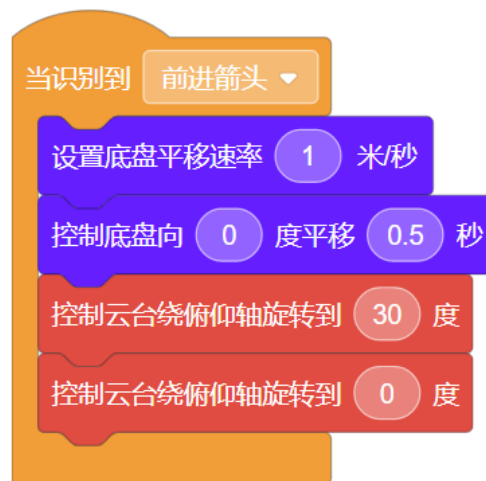 当识别到 前进箭头
设置底盘平移速率 1 米/秒
控制底盘向 0 度平移 0.5 秒
控制云台绕俯仰轴旋转到 30 度
控制云台绕俯仰轴旋转到 0 度